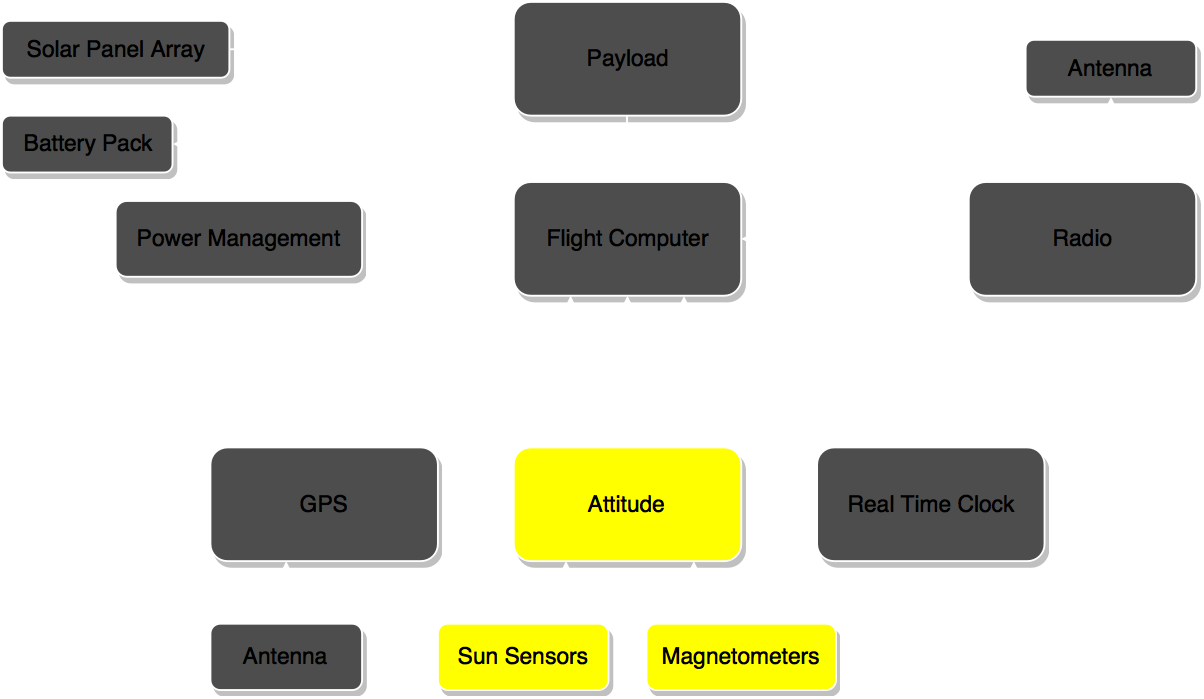 Solar Panel Array
Payload
Antenna
Battery Pack
Power Management
Flight Computer
Radio
GPS
Attitude
Real Time Clock
Antenna
Sun Sensors
Magnetometers